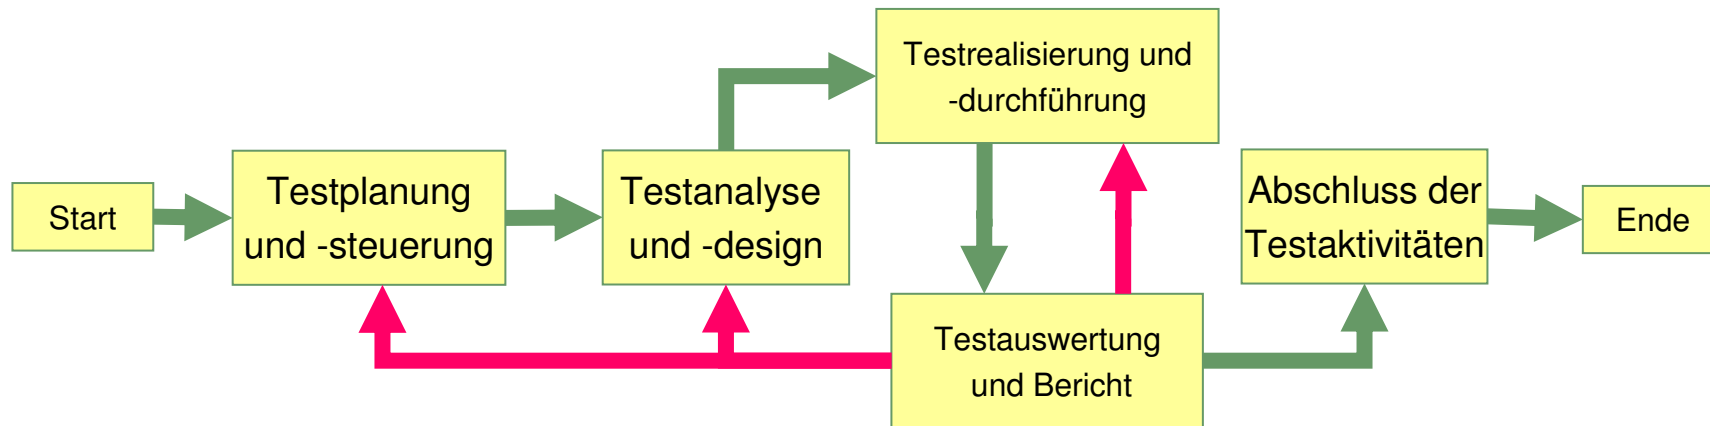 Start
Testplanung
und -steuerung
Testanalyse
und -design
Testrealisierung und
-durchführung
Testauswertung
und Bericht
Abschluss der
Testaktivitäten
Ende